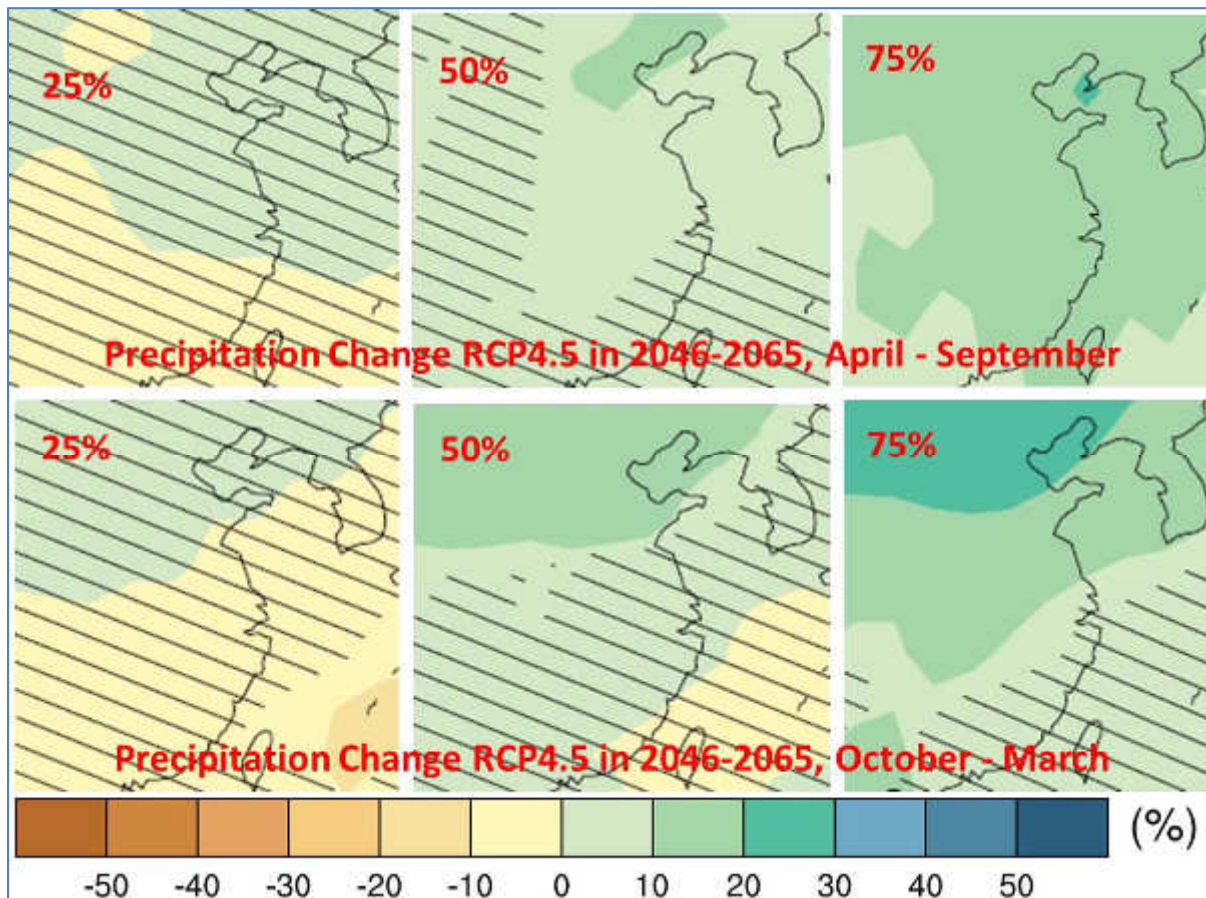 25%
50%
75%
Precipitation Change RCP4.5 in 2046-2065, April - September
25%
50%
75%
Precipitation Change RCP4.5 in 2046-2065, October - March
(%)
-50 -40 -30 -20 -10 0 10 20 30 40 50